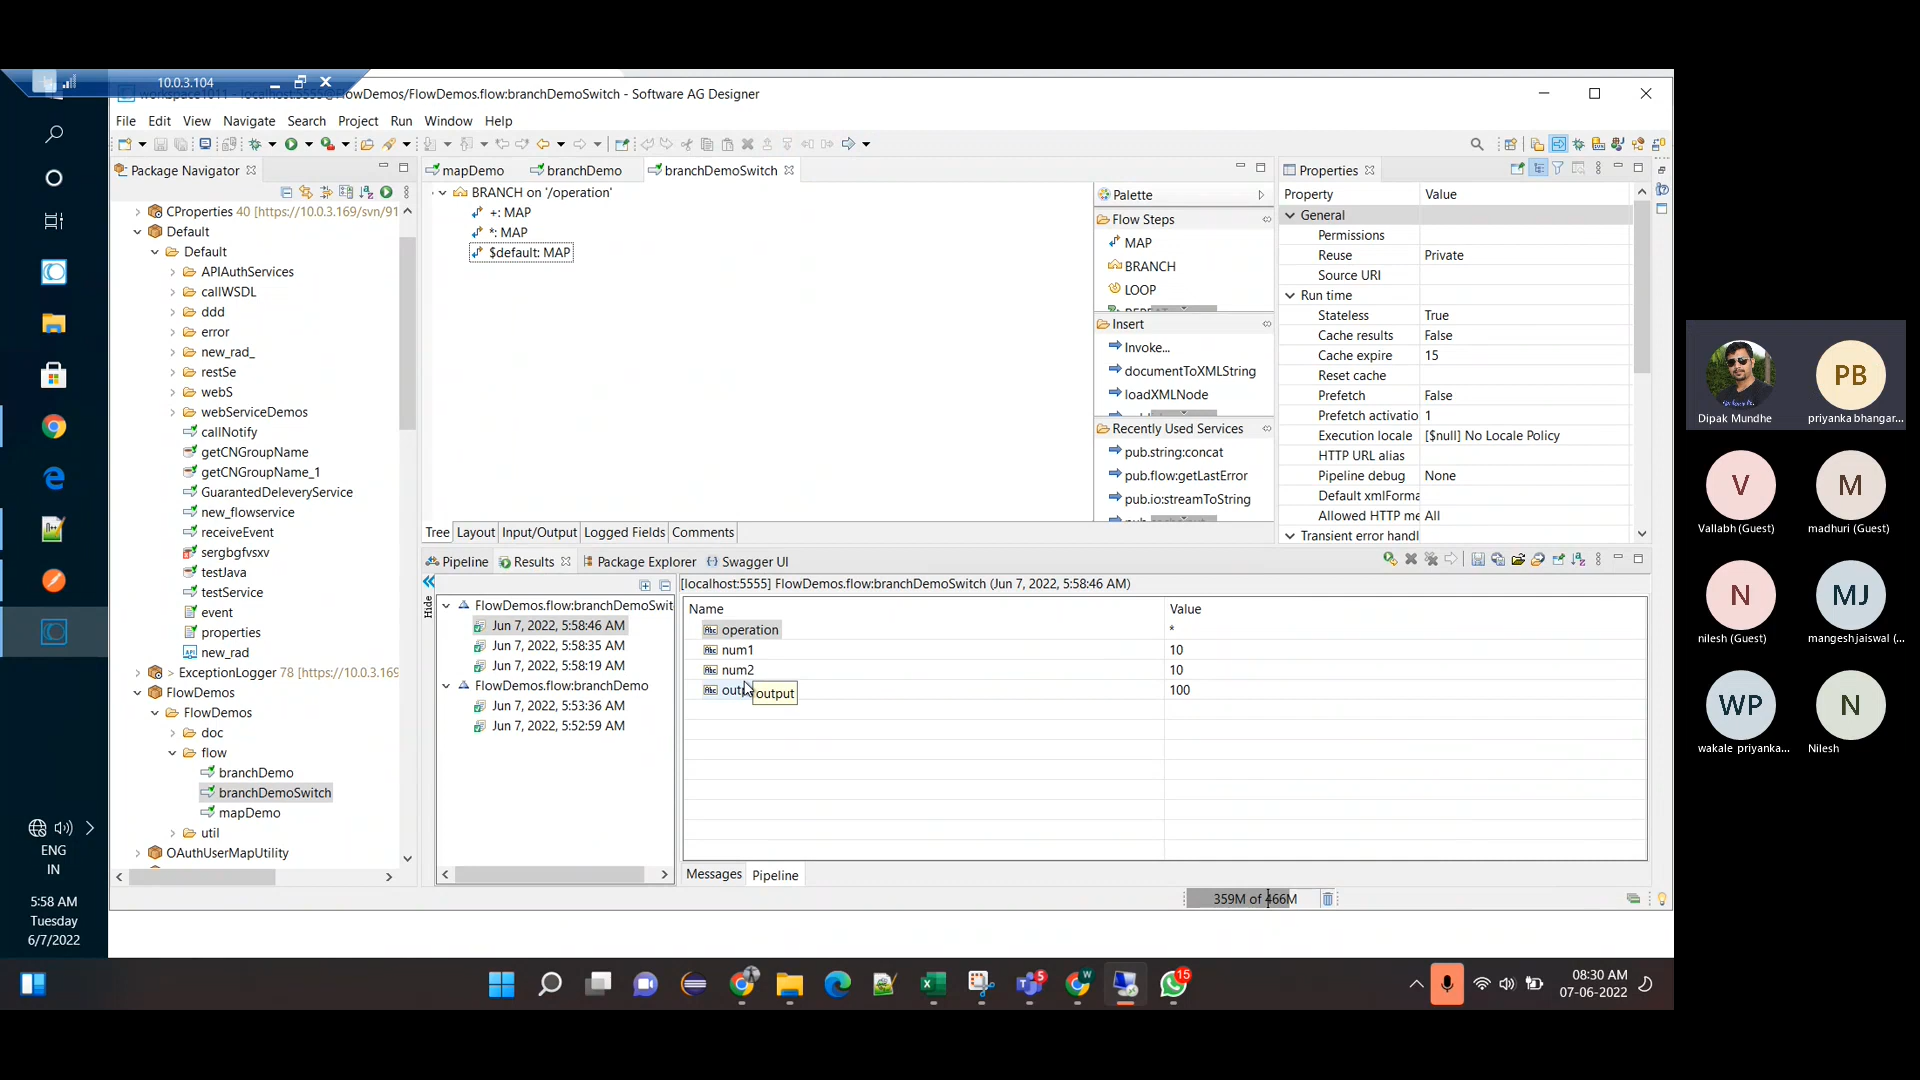 10.0.3.104
workspace1011 - localhost:5555@FlowDemos/FlowDemos.flow:branchDemoSwitch - Software AG Designer
File Edit View Navigate Search Project Run Window Help
Package Navigator
CProperties 40 [https://10.0.3.169/svn/91
Default
Default
APIAuthServices
callWSDL
ddd
error
new_rad_
restSe
webS
webServiceDemos
callNotify
getCNGroupName
getCNGroupName_1
GuarantedDeleveryService
new_flowservice
receiveEvent
sergbgfvsxv
testJava
testService
event
properties
new_rad
> ExceptionLogger 78 [https://10.0.3.169
FlowDemos
FlowDemos
doc
flow
branchDemo
branchDemoSwitch
mapDemo
util
OAuthUserMapUtility
mapDemo branchDemo branchDemoSwitch
BRANCH on '/operation'
+: MAP
*: MAP
$default: MAP
Tree Layout Input/Output Logged Fields Comments
Palette
Flow Steps
MAP
BRANCH
LOOP
Insert
Invoke...
documentToXMLString
loadXMLNode
Recently Used Services
pub.string:concat
pub.flow:getLastError
pub.io:streamToString
Properties
Property Value
General
Permissions
Reuse Private
Source URI
Run time
Stateless True
Cache results False
Cache expire 15
Reset cache
Prefetch False
Prefetch activatio 1
Execution locale [$null] No Locale Policy
HTTP URL alias
Pipeline debug None
Default xmlForma
Allowed HTTP me All
Transient error handl
Pipeline Results Package Explorer Swagger UI
Hide
FlowDemos.flow:branchDemoSwit
Jun 7, 2022, 5:58:46 AM
Jun 7, 2022, 5:58:35 AM
Jun 7, 2022, 5:58:19 AM
FlowDemos.flow:branchDemo
Jun 7, 2022, 5:53:36 AM
Jun 7, 2022, 5:52:59 AM
[localhost:5555] FlowDemos.flow:branchDemoSwitch (Jun 7, 2022, 5:58:46 AM)
Name Value
operation *
num1 10
num2 10
outp 100
output
Messages Pipeline
359M of 466M
ENG
IN
5:58 AM
Tuesday
6/7/2022
5
W
15
08:30 AM
07-06-2022
Dipak Mundhe
PB
priyanka bhangar...
V
Vallabh (Guest)
M
madhuri (Guest)
N
nilesh (Guest)
MJ
mangesh jaiswal (...
WP
wakale priyanka...
N
Nilesh